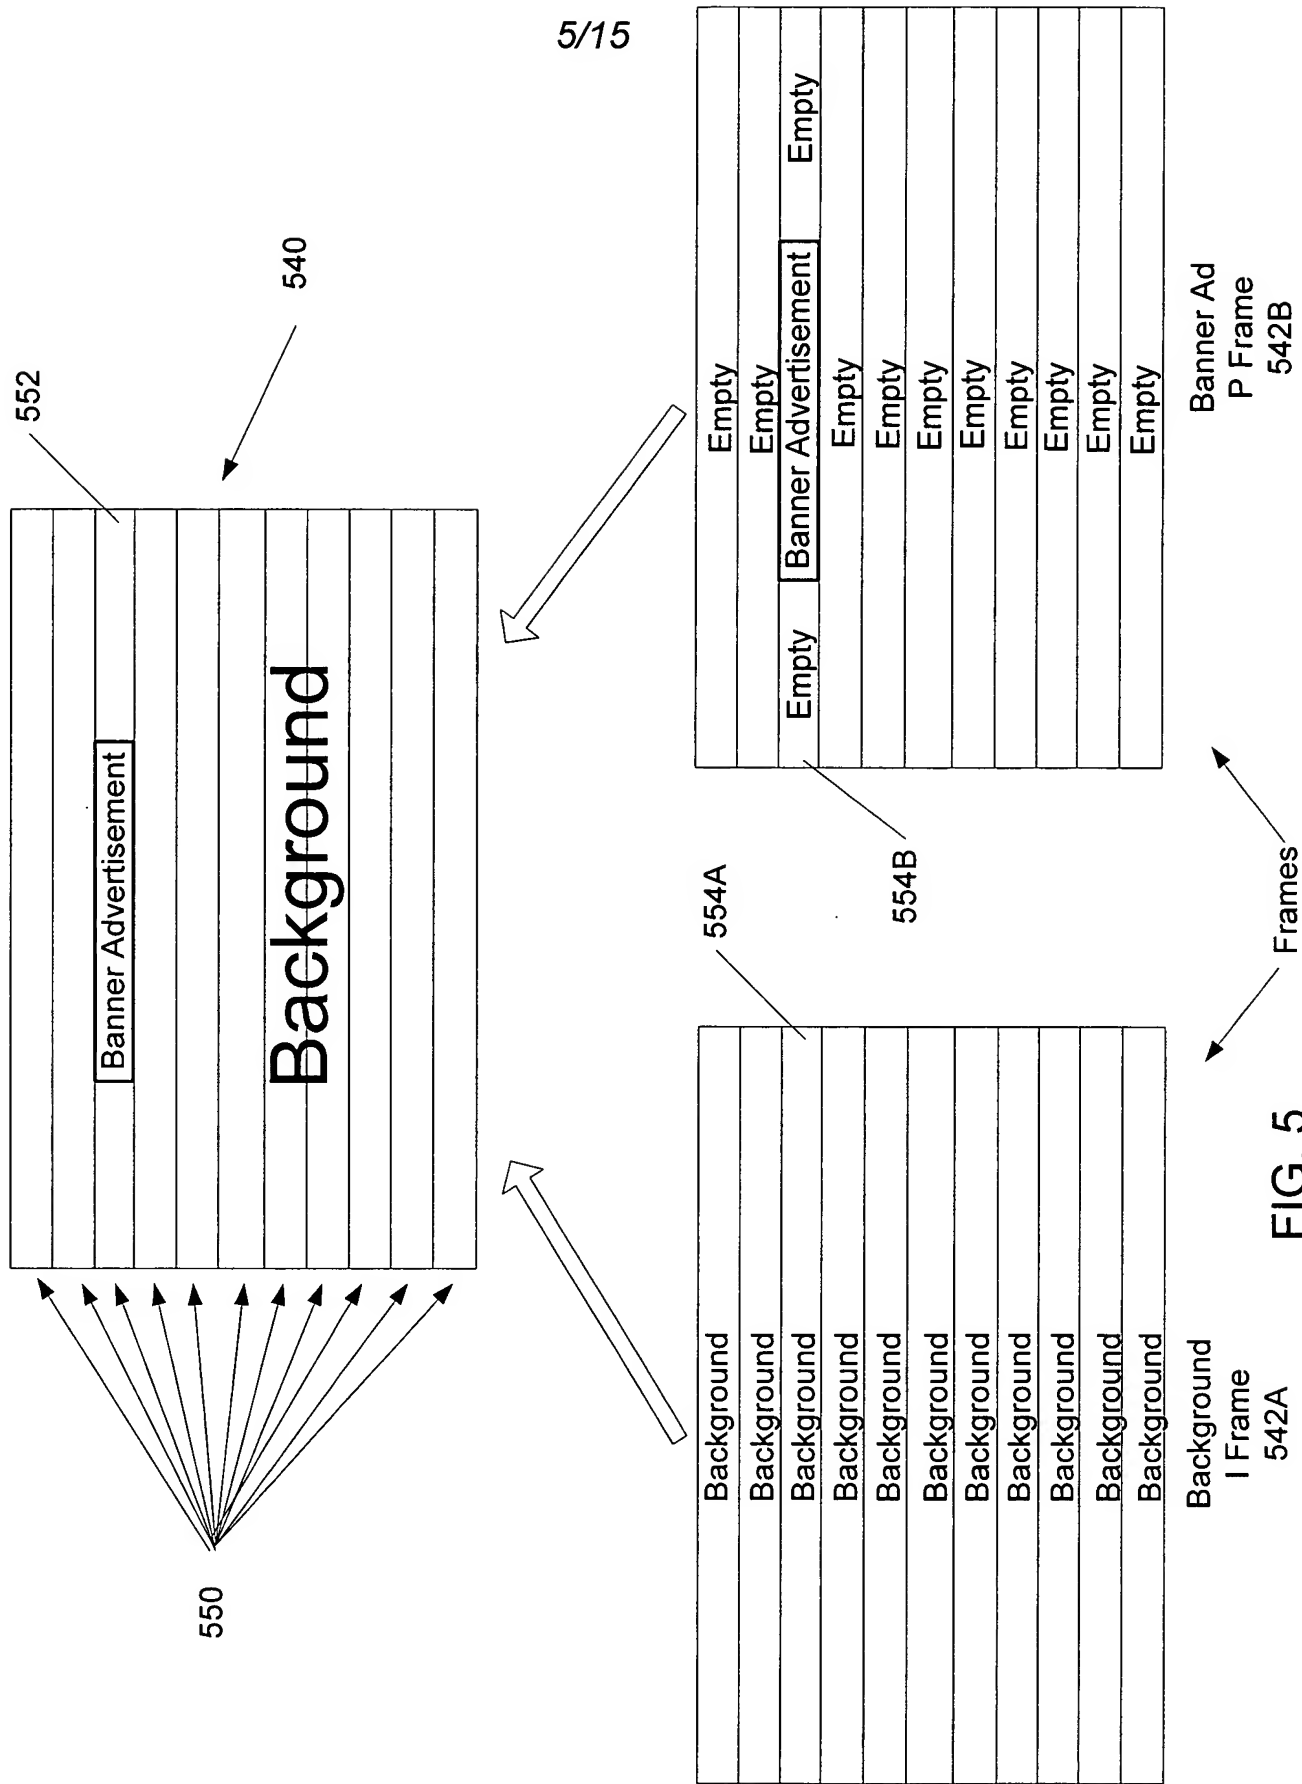 5/15
552
540
550
Banner Advertisement
Background
554A
554B
Background
Background
Background
Background
Background
Background
Background
Background
Background
Background
Background
Background
I Frame
542A
Empty
Empty
Empty Banner Advertisement Empty
Empty
Empty
Empty
Empty
Empty
Empty
Empty
Empty
Banner Ad
P Frame
542B
Frames
FIG. 5